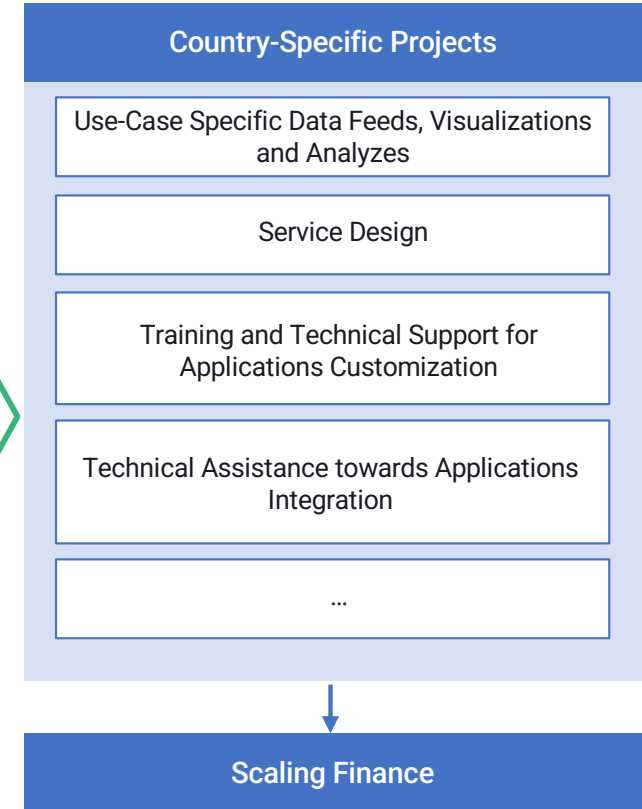 Country-Specific Projects
Use-Case Specific Data Feeds, Visualizations
and Analyzes
Service Design
Training and Technical Support for
Applications Customization
Technical Assistance towards Applications
Integration
...
Scaling Finance